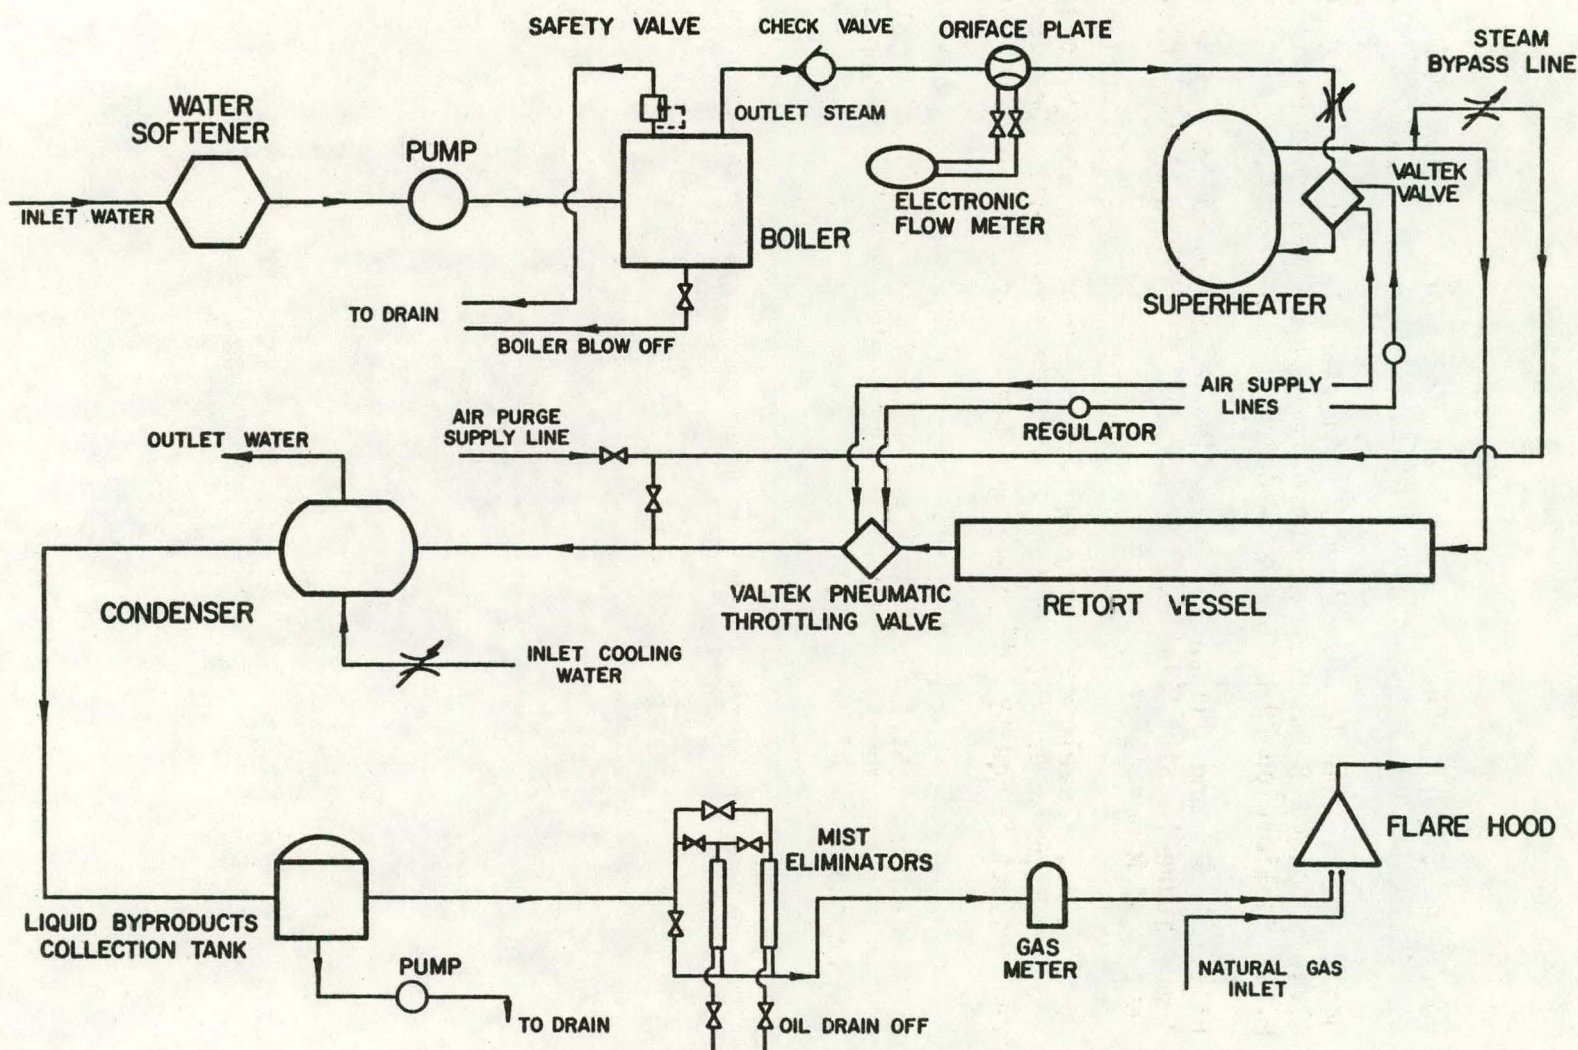 SAFETY VALVE
CHECK VALVE
ORIFACE PLATE
STEAM
BYPASS LINE
WATER
SOFTENER
PUMP
OUTLET STEAM
INLET WATER
BOILER
ELECTRONIC
FLOW METER
VALTEK
VALVE
SUPERHEATER
TO DRAIN
BOILER BLOW OFF
AIR SUPPLY
LINES
REGULATOR
AIR PURGE
SUPPLY LINE
OUTLET WATER
CONDENSER
VALTEK PNEUMATIC
THROTTLING VALVE
RETORT VESSEL
INLET COOLING
WATER
MIST
ELIMINATORS
FLARE HOOD
LIQUID BYPRODUCTS
COLLECTION TANK
PUMP
TO DRAIN
OIL DRAIN OFF
GAS
METER
NATURAL GAS
INLET